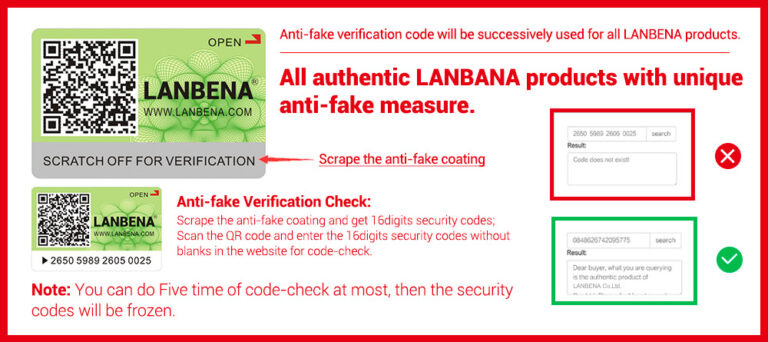 OPEN
LANBENA®
WWW.LANBENA.COM
SCRATCH OFF FOR VERIFICATION
Anti-fake verification code will be successively used for all LANBENA products.
All authentic LANBANA products with unique
anti-fake measure.
Scrape the anti-fake coating
2650 5989 2605 0025 search
Result:
Code does not exist!
OPEN
LANBENA®
WWW.LANBENA.COM
2650 5989 2605 0025
Anti-fake Verification Check:
Scrape the anti-fake coating and get 16digits security codes;
Scan the QR code and enter the 16digits security codes without
blanks in the website for code-check.
0848626742095775 search
Result:
Dear buyer, what you are querying
is the authentic product of
LANBENA Co.Ltd.
Note: You can do Five time of code-check at most, then the security
codes will be frozen.